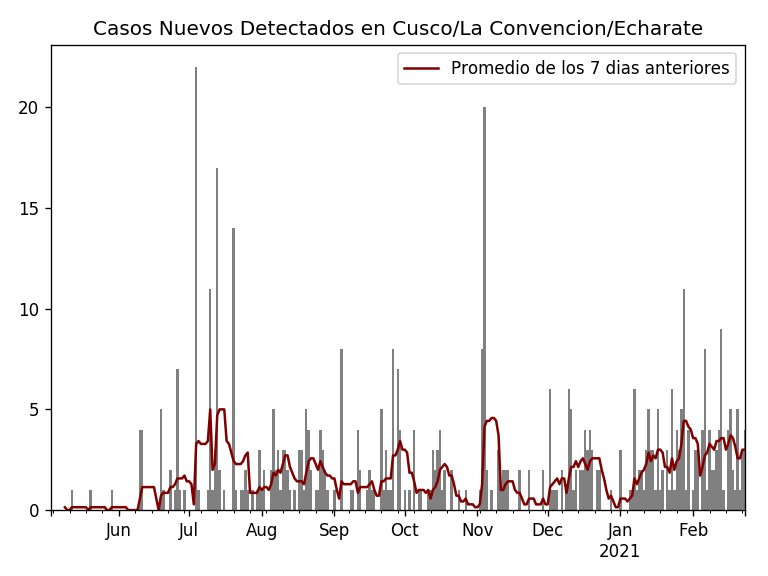 Casos Nuevos Detectados en Cusco/La Convencion/Echarate
Promedio de los 7 dias anteriores
20
15
10
5
0
Jun Jul Aug Sep Oct Nov Dec Jan Feb
2021